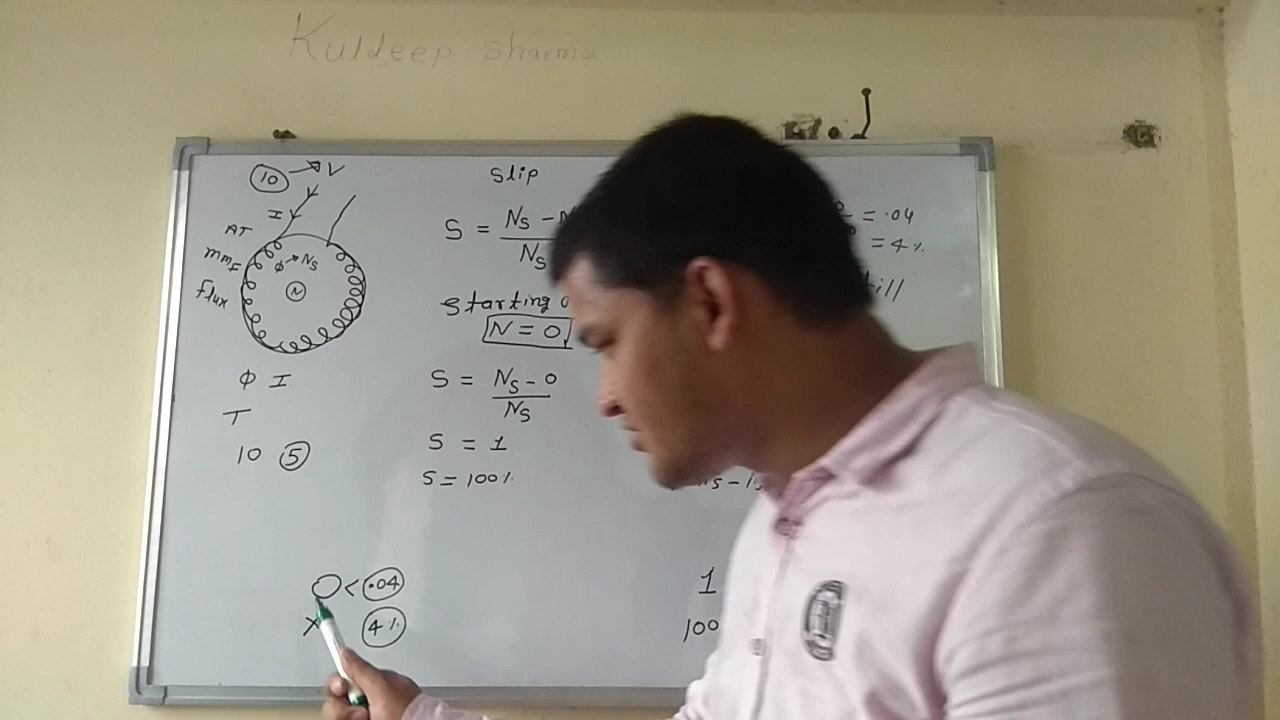 Kuldeep sharma
10 → V
I
AT
mmf
flux
φ → Ns
N
φ I
T
10 5
0 < .04
4%
Slip
S = Ns -
Ns
Starting
N = 0
S = Ns - 0
Ns
S = 1
S = 100%
= .04
= 4%
1
100